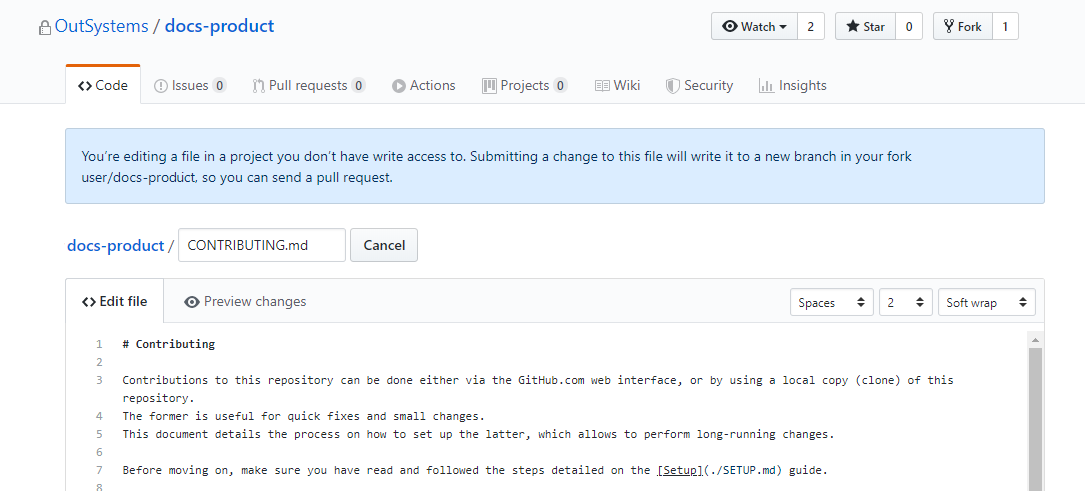 OutSystems / docs-product Watch 2 Star 0 Fork 1
Code Issues 0 Pull requests 0 Actions Projects 0 Wiki Security Insights
You’re editing a file in a project you don’t have write access to. Submitting a change to this file will write it to a new branch in your fork
user/docs-product, so you can send a pull request.
docs-product / CONTRIBUTING.md Cancel
Edit file Preview changes Spaces 2 Soft wrap
1 # Contributing
2
3 Contributions to this repository can be done either via the GitHub.com web interface, or by using a local copy (clone) of this
repository.
4 The former is useful for quick fixes and small changes.
5 This document details the process on how to set up the latter, which allows to perform long-running changes.
6
7 Before moving on, make sure you have read and followed the steps detailed on the [Setup](./SETUP.md) guide.
8